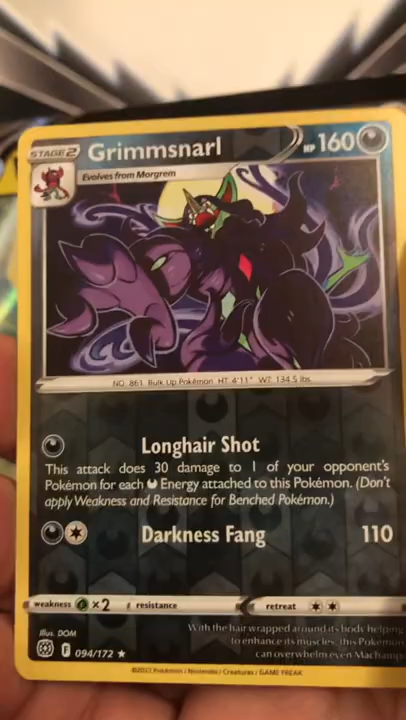 STAGE 2 Grimmsnarl HP 160
Evolves from Morgrem
NO. 861 Bulk Up Pokémon HT: 4'11" WT: 134.5 lbs
Longhair Shot
This attack does 30 damage to 1 of your opponent's
Pokémon for each Energy attached to this Pokémon. (Don't
apply Weakness and Resistance for Benched Pokémon.)
Darkness Fang 110
weakness ×2 resistance retreat
Illus. DOM
With the hair wrapped around its body helping
to enhance its muscles, this Pokémon
can overwhelm even Machamp.
F 094/172
©2022 Pokémon / Nintendo / Creatures / GAME FREAK